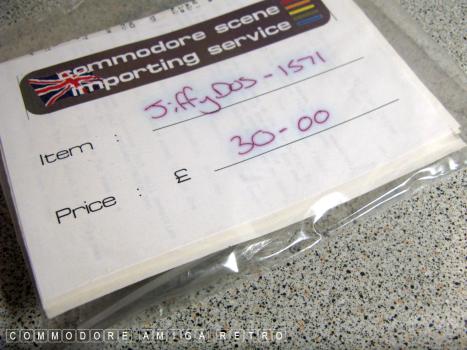 commodore scene
importing service
Item : JiffyDOS - 1571
Price : £ 30-00
COMMODORE AMIGA RETRO